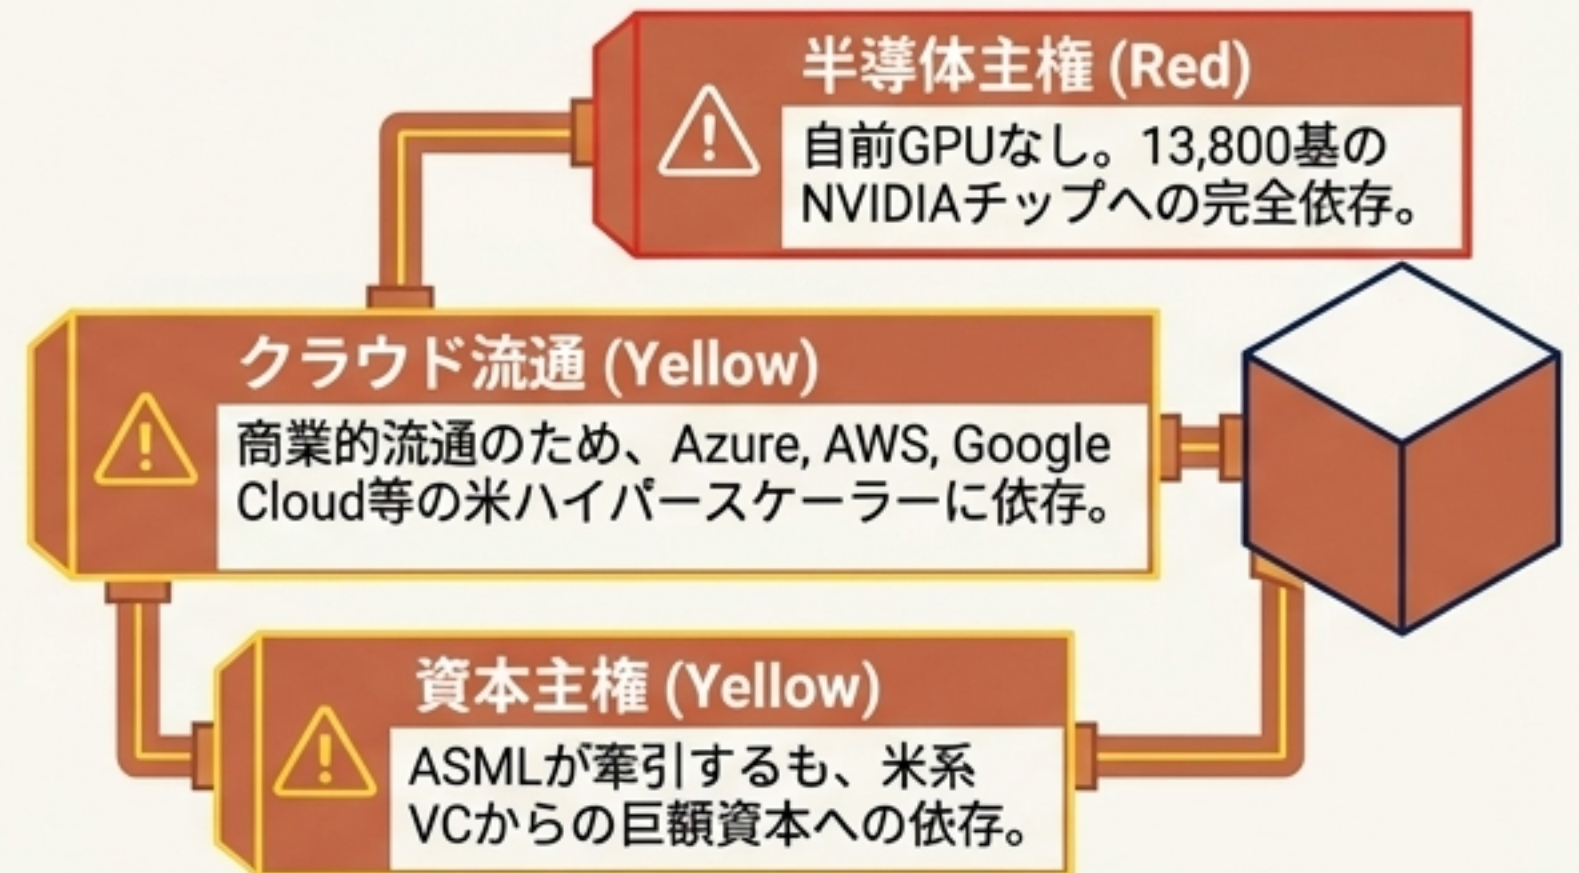 半導体主権 (Red)
自前GPUなし。13,800基の
NVIDIAチップへの完全依存。
クラウド流通 (Yellow)
商業的流通のため、Azure, AWS, Google
Cloud等の米ハイパースケーラーに依存。
資本主権 (Yellow)
ASMLが牽引するも、米系
VCからの巨額資本への依存。